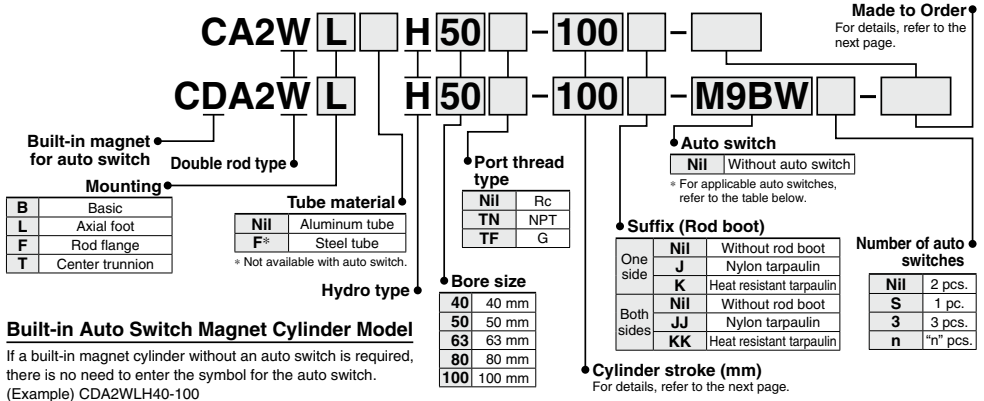 CA2W L H 50 - 100 -
CDA2W L H 50 - 100 - M9BW -
Made to Order
For details, refer to the
next page.
Built-in magnet
for auto switch
Double rod type
Mounting
B Basic
L Axial foot
F Rod flange
T Center trunnion
Tube material
Nil Aluminum tube
F* Steel tube
* Not available with auto switch.
Hydro type
Port thread
type
Nil Rc
TN NPT
TF G
Bore size
40 40 mm
50 50 mm
63 63 mm
80 80 mm
100 100 mm
Auto switch
Nil Without auto switch
* For applicable auto switches,
refer to the table below.
Suffix (Rod boot)
One side
Nil Without rod boot
J Nylon tarpaulin
K Heat resistant tarpaulin
Both sides
Nil Without rod boot
JJ Nylon tarpaulin
KK Heat resistant tarpaulin
Number of auto
switches
Nil 2 pcs.
S 1 pc.
3 3 pcs.
n "n" pcs.
Cylinder stroke (mm)
For details, refer to the next page.
Built-in Auto Switch Magnet Cylinder Model
If a built-in magnet cylinder without an auto switch is required,
there is no need to enter the symbol for the auto switch.
(Example) CDA2WLH40-100